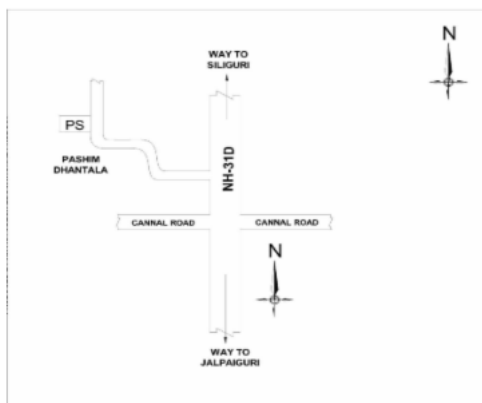 N
WAY TO
SILIGURI
PS
PASHIM
DHANTALA
NH-31D
CANNAL ROAD
CANNAL ROAD
N
WAY TO
JALPAIGURI